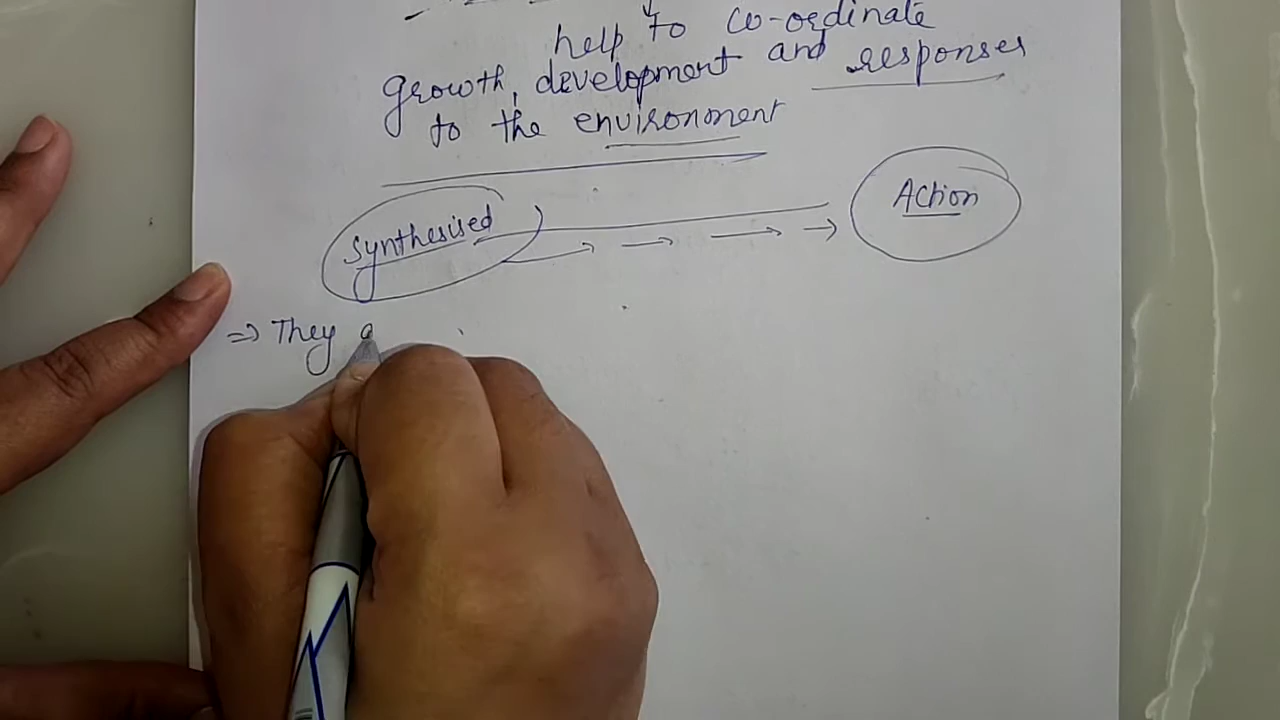 help to co-ordinate
growth, development and responses
to the environment
Synthesised
Action
⇒ They a